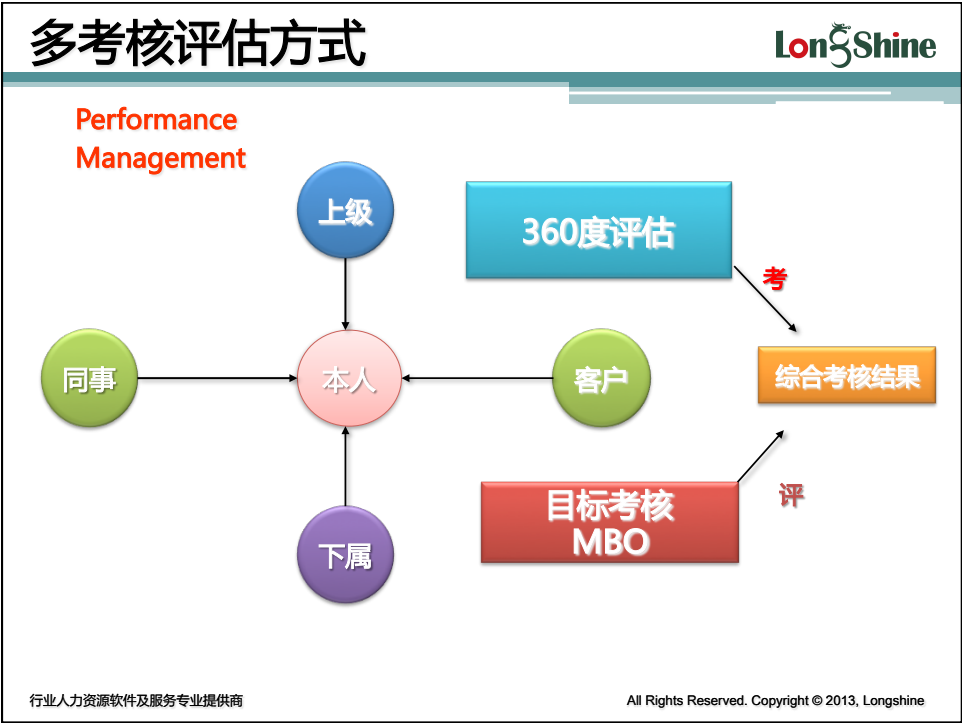 多考核评估方式
LongShine
Performance
Management
上级
360度评估
考
同事
本人
客户
综合考核结果
目标考核
MBO
评
下属
行业人力资源软件及服务专业提供商
All Rights Reserved. Copyright © 2013, Longshine